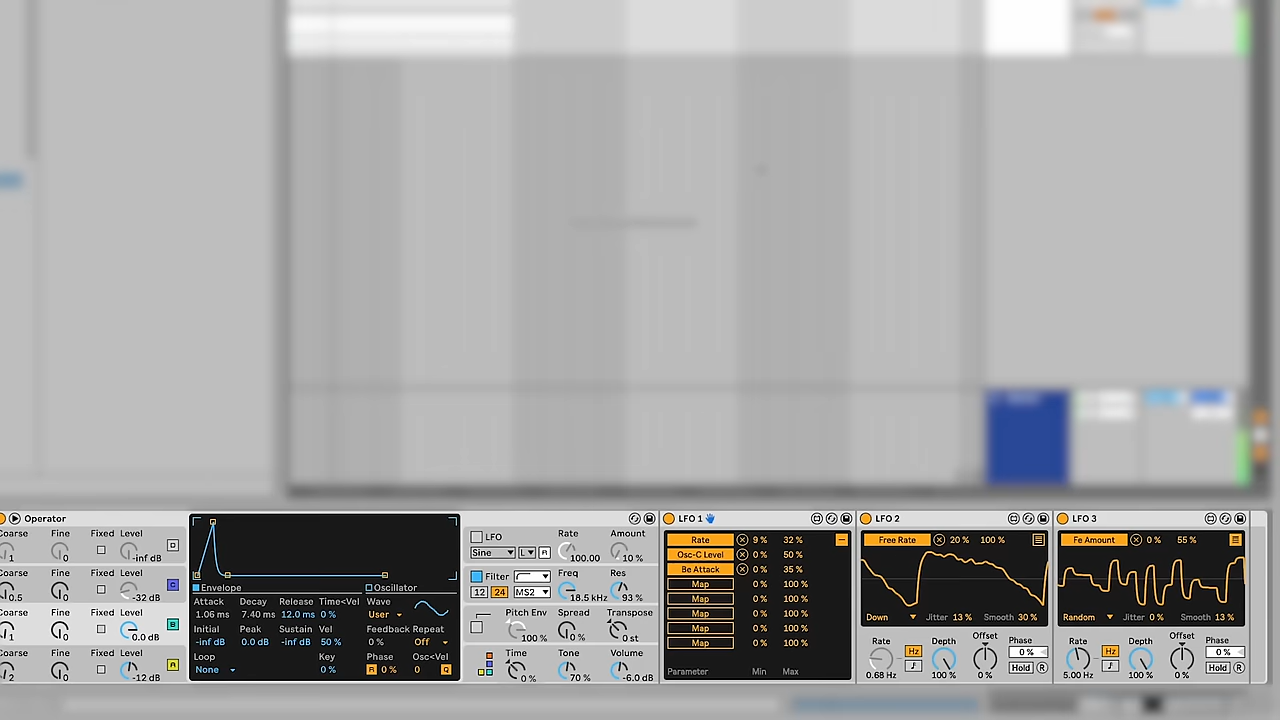 Operator
Coarse Fine Fixed Level
1 0 -inf dB D
Coarse Fine Fixed Level
0.5 0 -32 dB C
Coarse Fine Fixed Level
1 0 0.0 dB B
Coarse Fine Fixed Level
2 0 -12 dB A
Envelope Oscillator
Attack Decay Release Time<Vel Wave
1.06 ms 7.40 ms 12.0 ms 0 % User
Initial Peak Sustain Vel Feedback Repeat
-inf dB 0.0 dB -inf dB 50 % 0 % Off
Loop Key Phase Osc<Vel
None 0 % R 0 % 0 Q
LFO Rate Amount
Sine L R 100.00 10 %
Filter Freq Res
12 24 MS2 18.5 kHz 93 %
Pitch Env Spread Transpose
100 % 0 % 0 st
Time Tone Volume
0 % 70 % -6.0 dB
LFO 1
Rate 9 % 32 %
Osc-C Level 0 % 50 %
Be Attack 0 % 35 %
Map 0 % 100 %
Map 0 % 100 %
Map 0 % 100 %
Map 0 % 100 %
Map 0 % 100 %
Parameter Min Max
LFO 2
Free Rate 20 % 100 %
Down Jitter 13 % Smooth 30 %
Rate Depth Offset Phase
Hz 0 %
0.68 Hz 100 % 0 % Hold R
LFO 3
Fe Amount 0 % 55 %
Random Jitter 0 % Smooth 13 %
Rate Depth Offset Phase
Hz 0 %
5.00 Hz 100 % 0 % Hold R